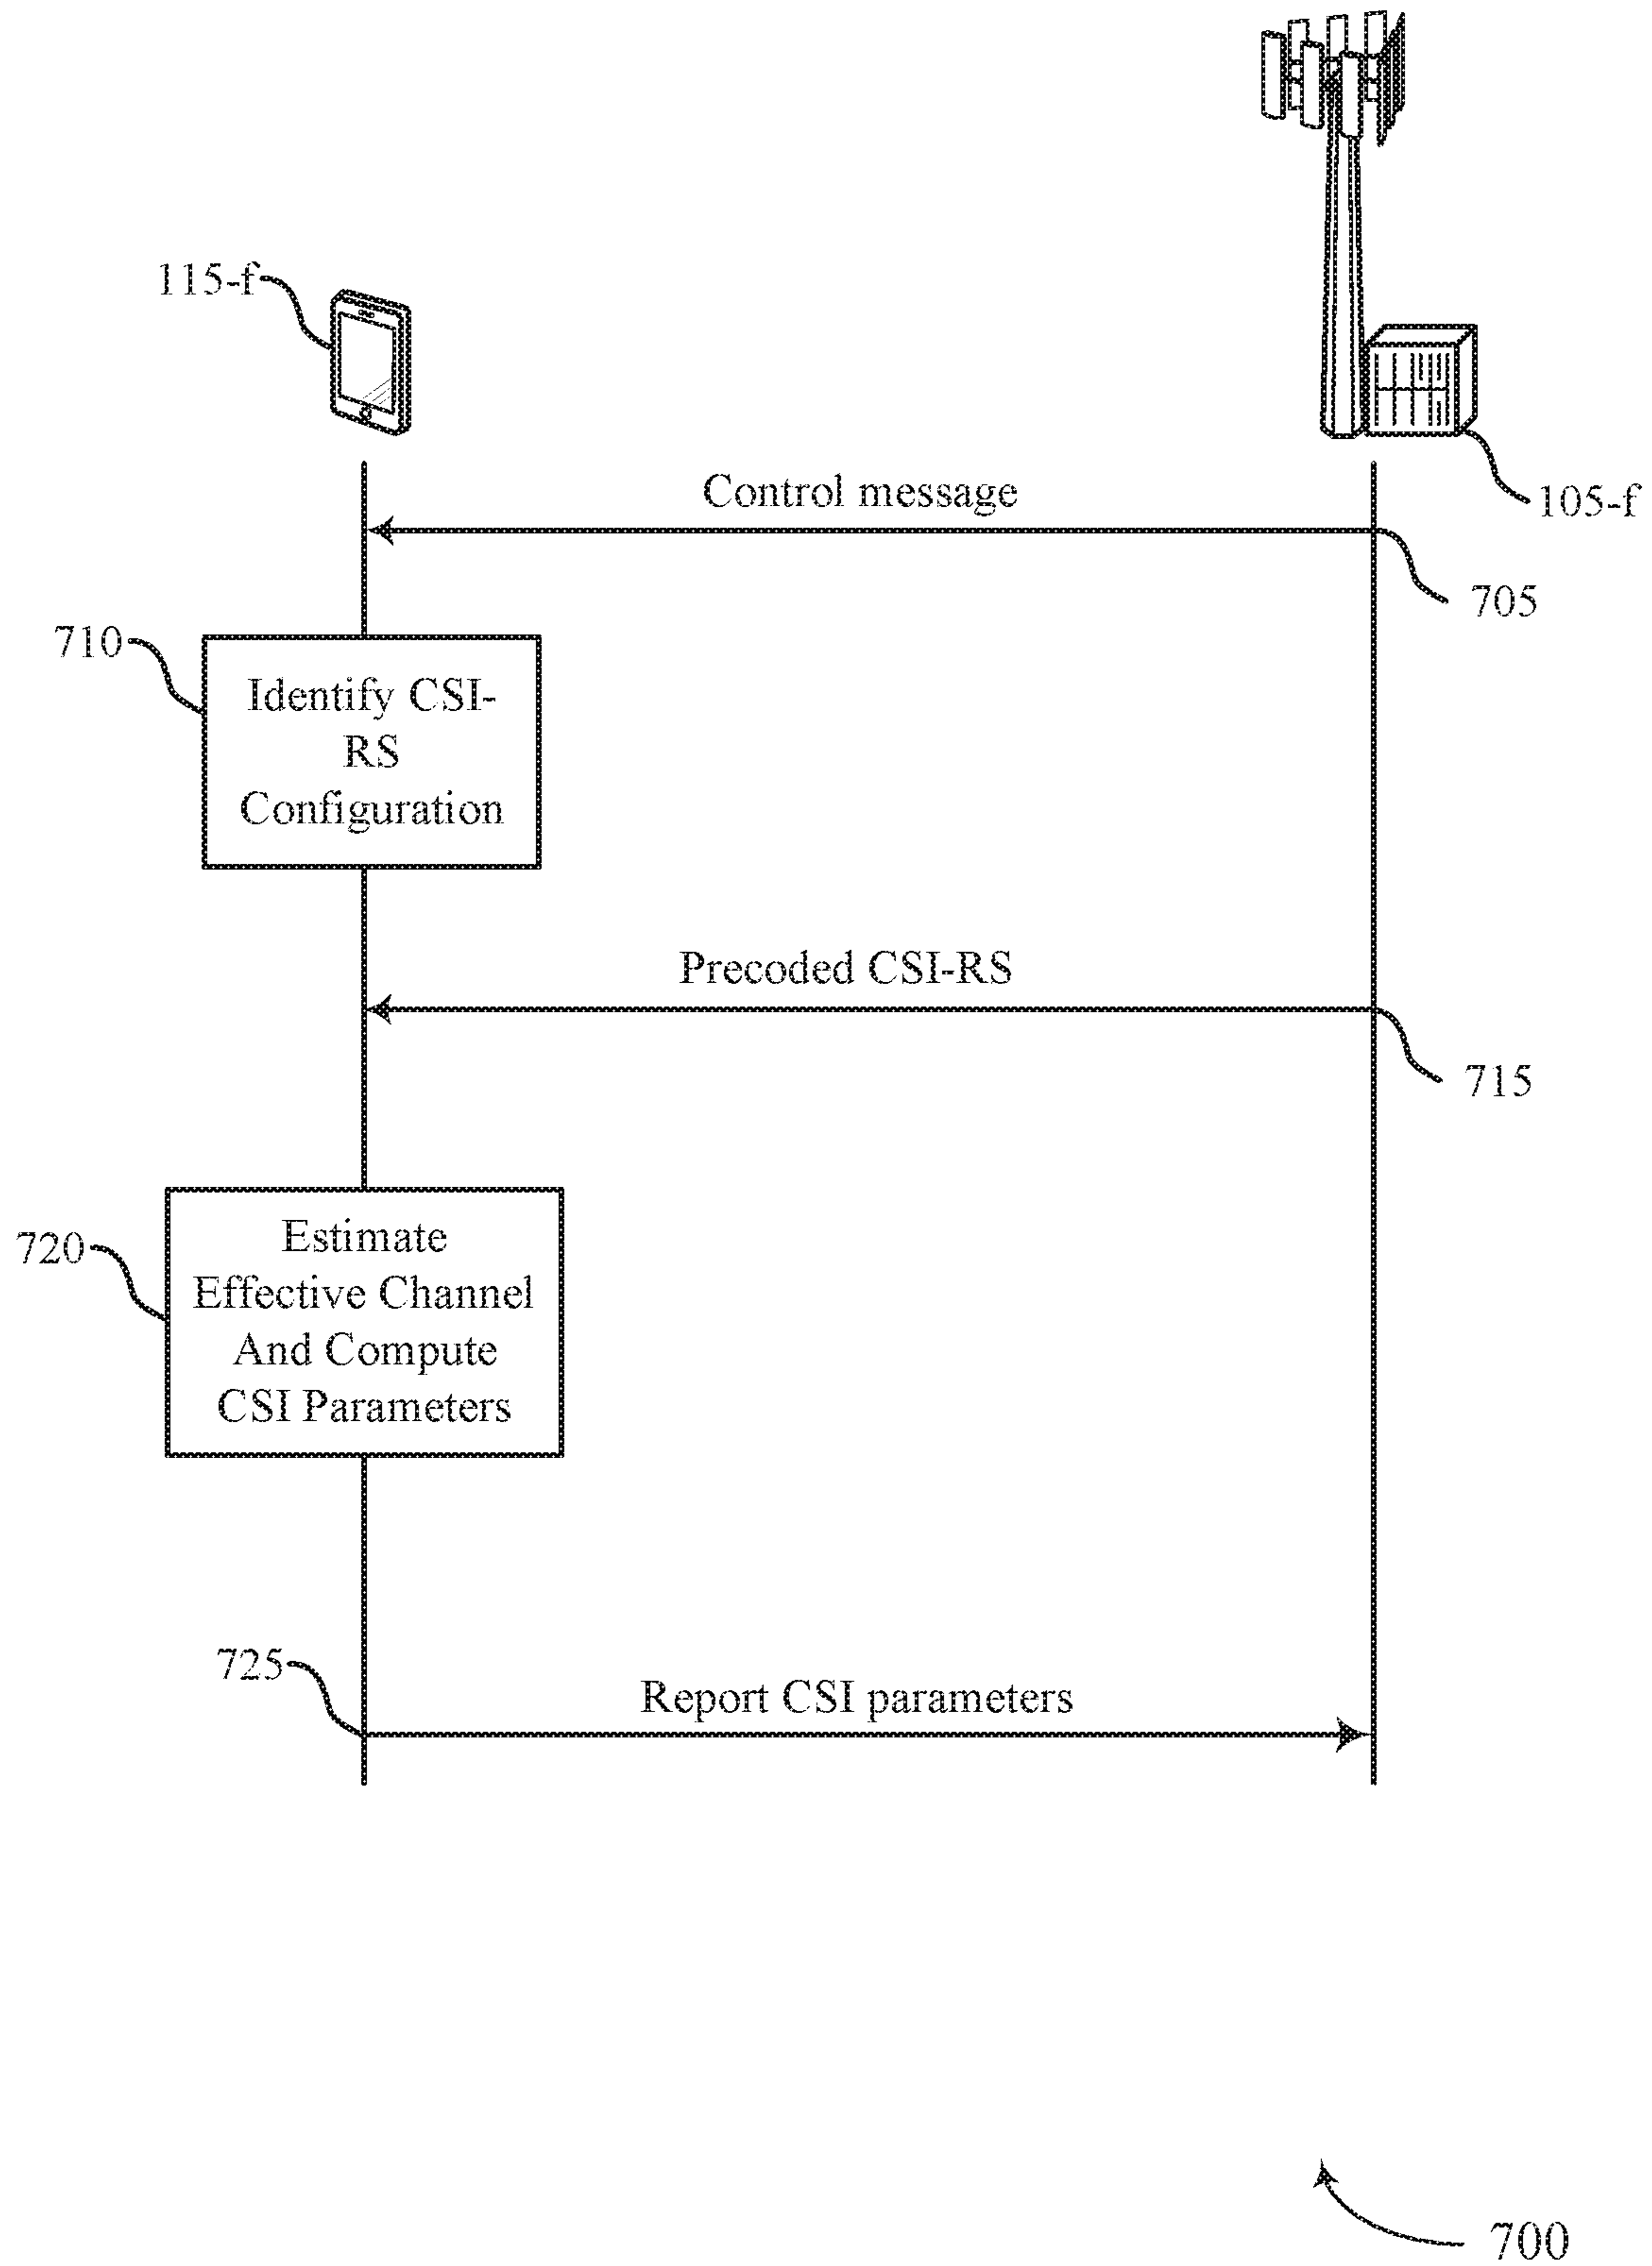 115-f
105-f
Control message
705
710
Identify CSI-
RS
Configuration
Precoded CSI-RS
715
720
Estimate
Effective Channel
And Compute
CSI Parameters
725
Report CSI parameters
700